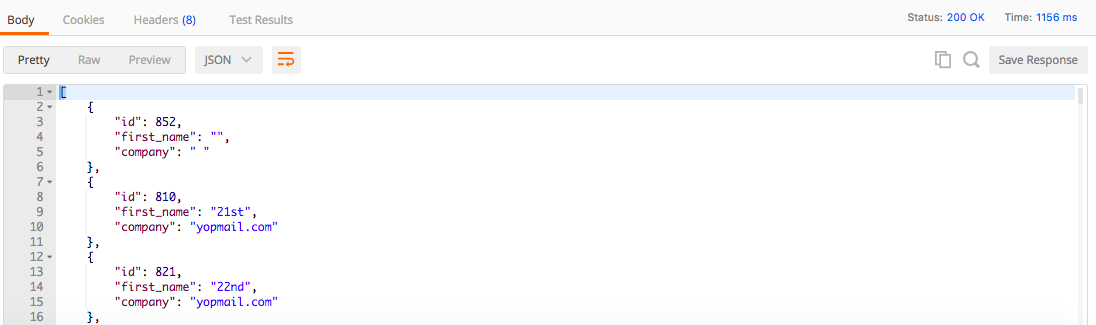 Body Cookies Headers (8) Test Results Status: 200 OK Time: 1156 ms
Pretty Raw Preview JSON Save Response
1 [
2 {
3 "id": 852,
4 "first_name": "",
5 "company": " "
6 },
7 {
8 "id": 810,
9 "first_name": "21st",
10 "company": "yopmail.com"
11 },
12 {
13 "id": 821,
14 "first_name": "22nd",
15 "company": "yopmail.com"
16 },